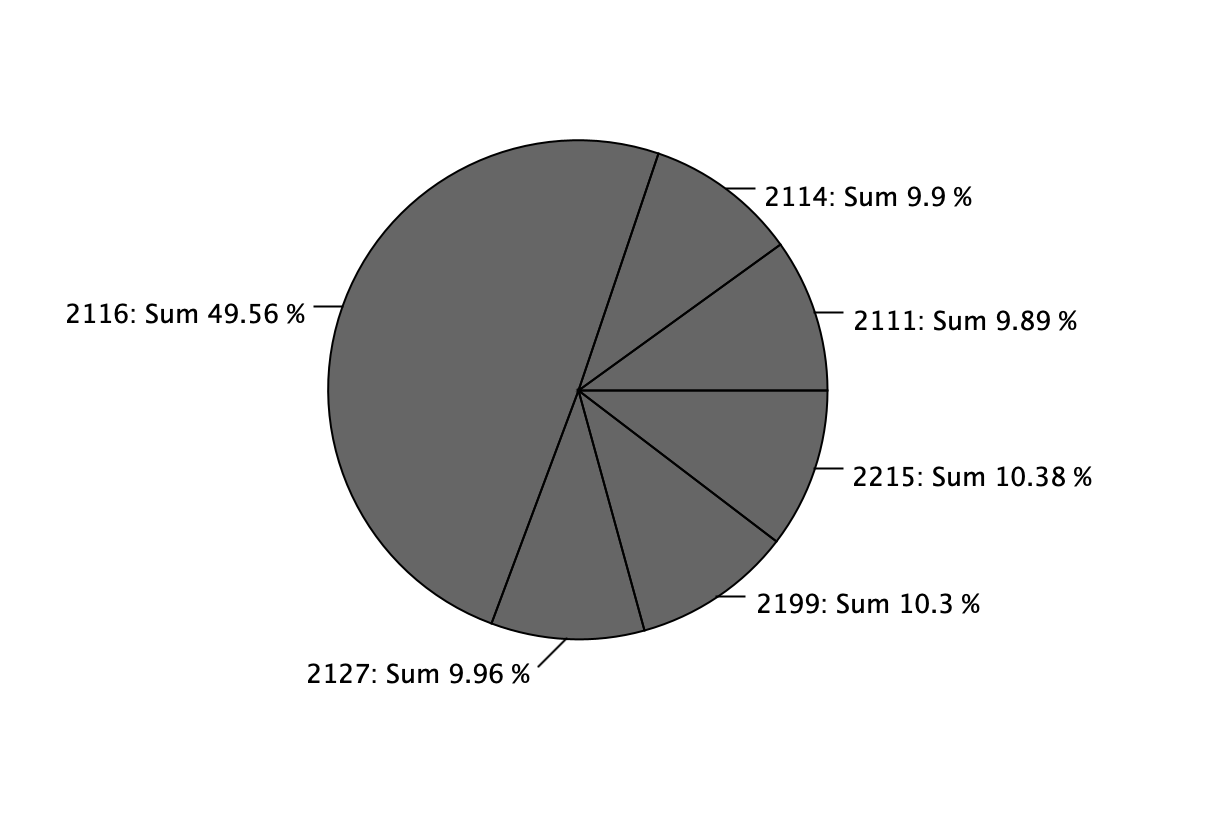 2114: Sum 9.9 %
2116: Sum 49.56 %
2111: Sum 9.89 %
2215: Sum 10.38 %
2199: Sum 10.3 %
2127: Sum 9.96 %